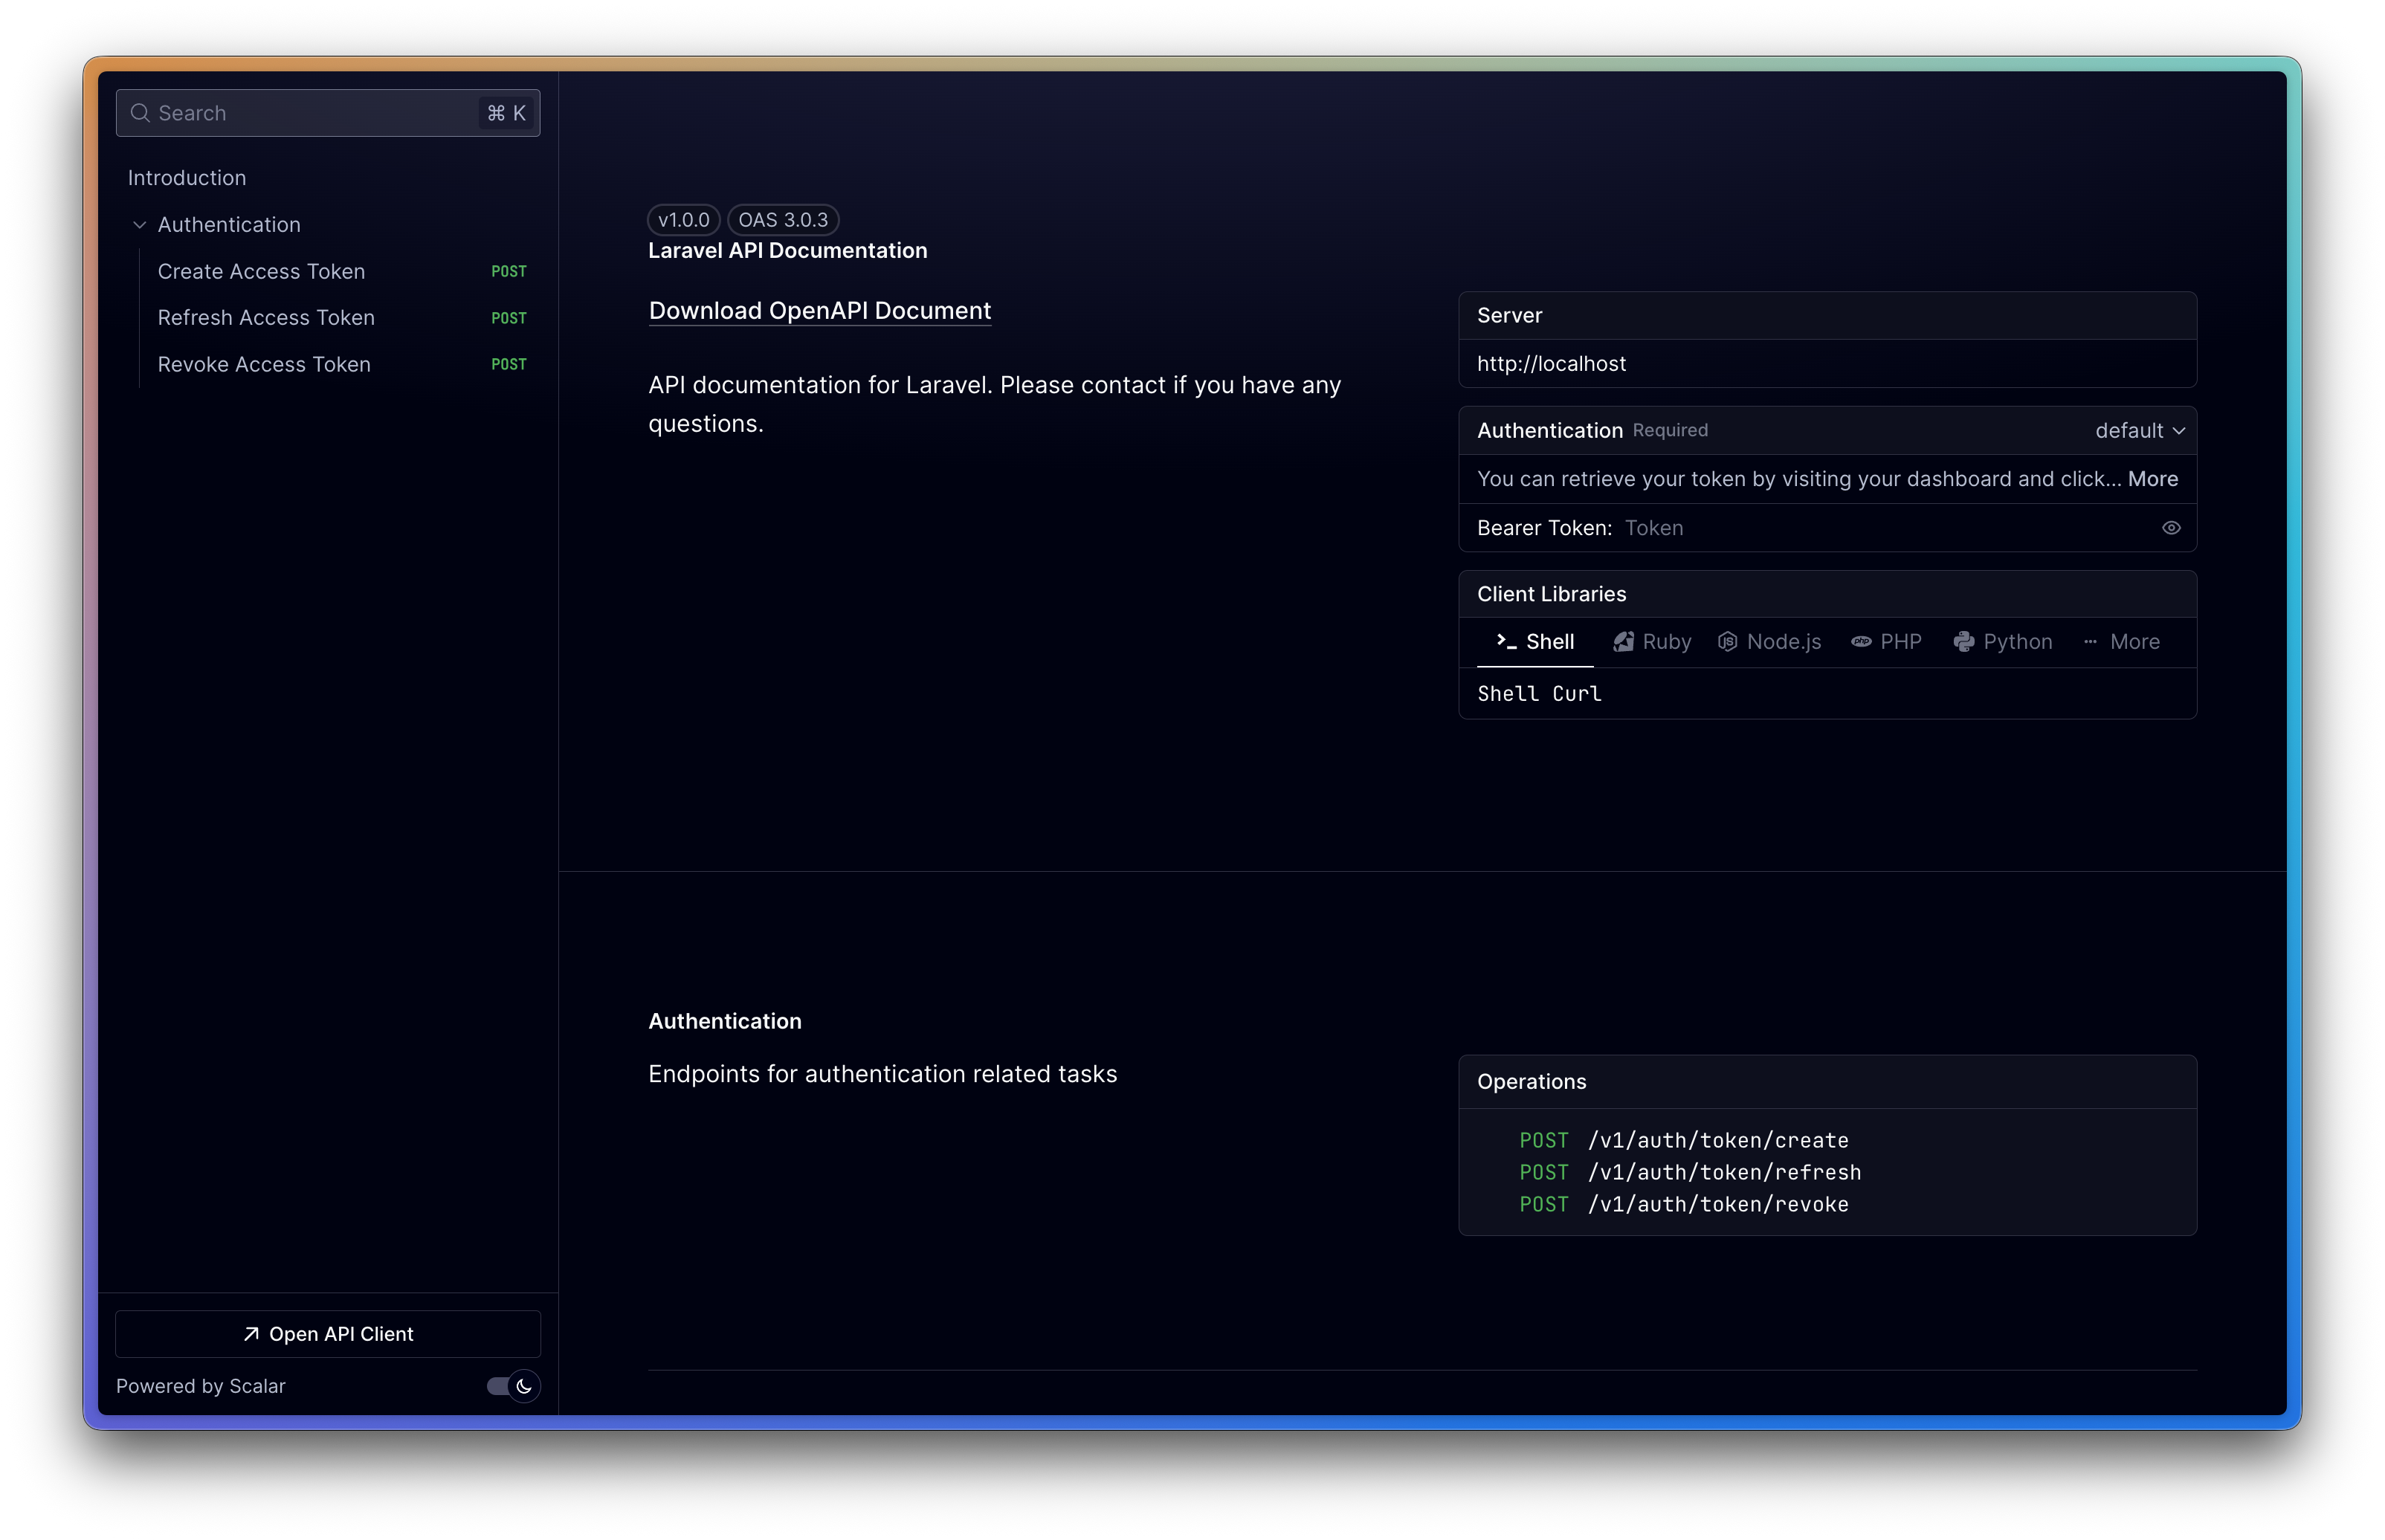 Search ⌘ K
Introduction
Authentication
Create Access Token POST
Refresh Access Token POST
Revoke Access Token POST
Open API Client
Powered by Scalar
v1.0.0 OAS 3.0.3
Laravel API Documentation
Download OpenAPI Document
API documentation for Laravel. Please contact if you have any
questions.
Server
http://localhost
Authentication Required default
You can retrieve your token by visiting your dashboard and click... More
Bearer Token: Token
Client Libraries
Shell Ruby JS Node.js php PHP Python ··· More
Shell Curl
Authentication
Endpoints for authentication related tasks
Operations
POST /v1/auth/token/create
POST /v1/auth/token/refresh
POST /v1/auth/token/revoke